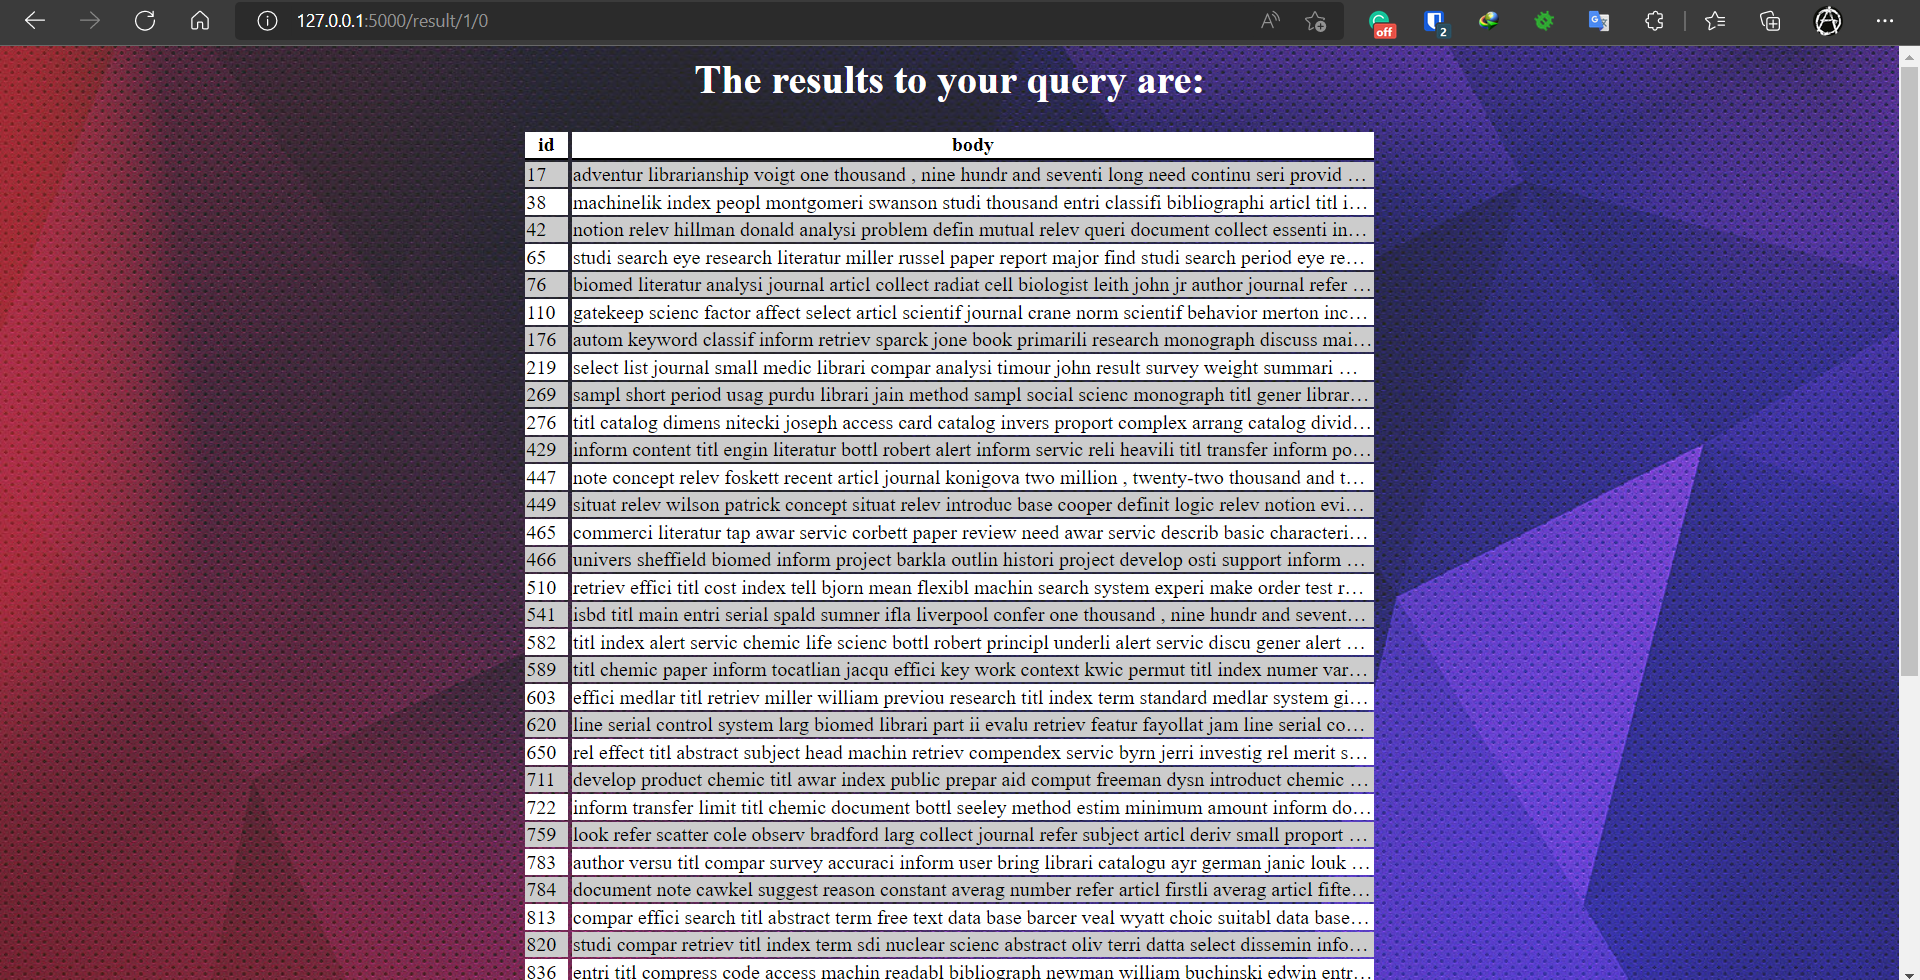 127.0.0.1:5000/result/1/0
off
2
The results to your query are:
id body
17 adventur librarianship voigt one thousand , nine hundr and seventi long need continu seri provid …
38 machinelik index peopl montgomeri swanson studi thousand entri classifi bibliographi articl titl i…
42 notion relev hillman donald analysi problem defin mutual relev queri document collect essenti in…
65 studi search eye research literatur miller russel paper report major find studi search period eye re…
76 biomed literatur analysi journal articl collect radiat cell biologist leith john jr author journal refer …
110 gatekeep scienc factor affect select articl scientif journal crane norm scientif behavior merton inc…
176 autom keyword classif inform retriev sparck jone book primarili research monograph discuss mai…
219 select list journal small medic librari compar analysi timour john result survey weight summari …
269 sampl short period usag purdu librari jain method sampl social scienc monograph titl gener librar…
276 titl catalog dimens nitecki joseph access card catalog invers proport complex arrang catalog divid…
429 inform content titl engin literatur bottl robert alert inform servic reli heavili titl transfer inform po…
447 note concept relev foskett recent articl journal konigova two million , twenty-two thousand and t…
449 situat relev wilson patrick concept situat relev introduc base cooper definit logic relev notion evi…
465 commerci literatur tap awar servic corbett paper review need awar servic describ basic characteri…
466 univers sheffield biomed inform project barkla outlin histori project develop osti support inform …
510 retriev effici titl cost index tell bjorn mean flexibl machin search system experi make order test r…
541 isbd titl main entri serial spald sumner ifla liverpool confer one thousand , nine hundr and sevent…
582 titl index alert servic chemic life scienc bottl robert principl underli alert servic discu gener alert …
589 titl chemic paper inform tocatlian jacqu effici key work context kwic permut titl index numer var…
603 effici medlar titl retriev miller william previou research titl index term standard medlar system gi…
620 line serial control system larg biomed librari part ii evalu retriev featur fayollat jam line serial co…
650 rel effect titl abstract subject head machin retriev compendex servic byrn jerri investig rel merit s…
711 develop product chemic titl awar index public prepar aid comput freeman dysn introduct chemic …
722 inform transfer limit titl chemic document bottl seeley method estim minimum amount inform do…
759 look refer scatter cole observ bradford larg collect journal refer subject articl deriv small proport …
783 author versu titl compar survey accuraci inform user bring librari catalogu ayr german janic louk …
784 document note cawkel suggest reason constant averag number refer articl firstli averag articl fifte…
813 compar effici search titl abstract term free text data base barcer veal wyatt choic suitabl data base…
820 studi compar retriev titl index term sdi nuclear scienc abstract oliv terri datta select dissemin info…
836 entri titl compress code access machin readabl bibliograph newman william buchinski edwin entr…